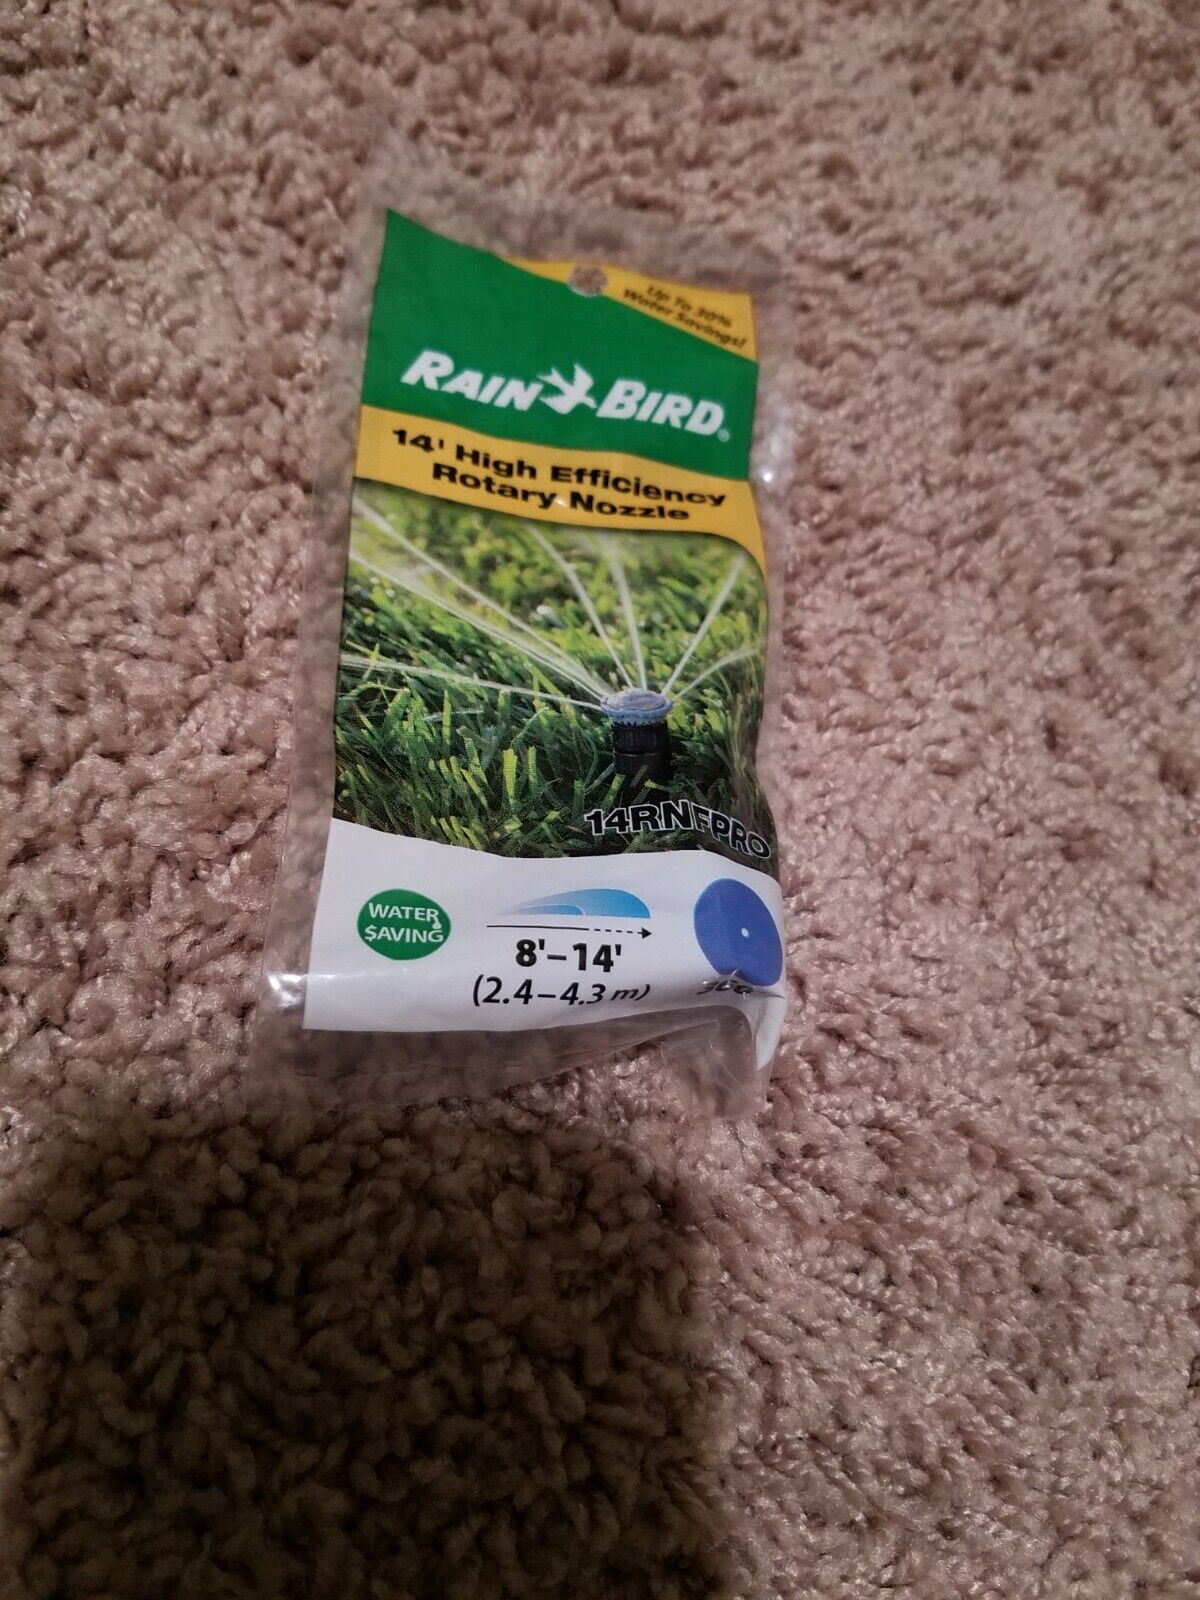 Up To 30%
Water Savings!
RAIN BIRD®
14' High Efficiency
Rotary Nozzle
14RNFPRO
WATER
$AVING
8'–14'
(2.4–4.3 m)